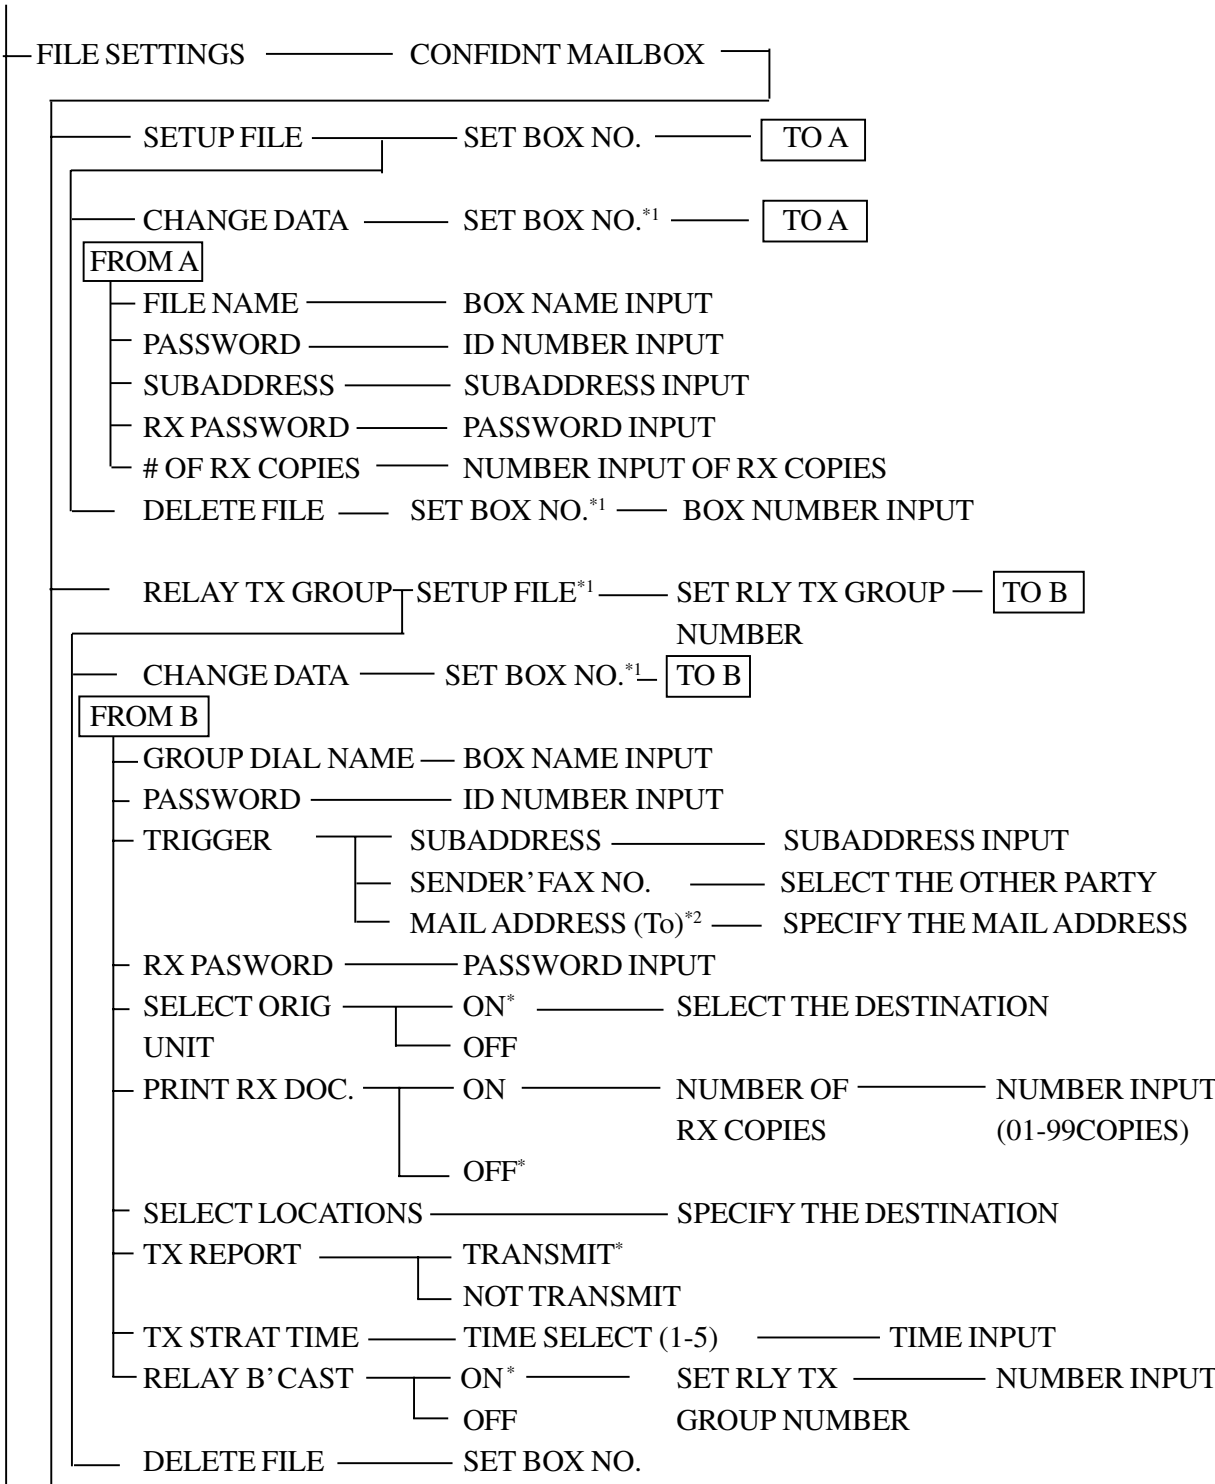 FILE SETTINGS CONFIDNT MAILBOX
SETUP FILE SET BOX NO. TO A
CHANGE DATA SET BOX NO.*1 TO A
FROM A
FILE NAME BOX NAME INPUT
PASSWORD ID NUMBER INPUT
SUBADDRESS SUBADDRESS INPUT
RX PASSWORD PASSWORD INPUT
# OF RX COPIES NUMBER INPUT OF RX COPIES
DELETE FILE SET BOX NO.*1 BOX NUMBER INPUT
RELAY TX GROUP SETUP FILE*1 SET RLY TX GROUP TO B
NUMBER
CHANGE DATA SET BOX NO.*1 TO B
FROM B
GROUP DIAL NAME BOX NAME INPUT
PASSWORD ID NUMBER INPUT
TRIGGER SUBADDRESS SUBADDRESS INPUT
SENDER'FAX NO. SELECT THE OTHER PARTY
MAIL ADDRESS (To)*2 SPECIFY THE MAIL ADDRESS
RX PASWORD PASSWORD INPUT
SELECT ORIG ON* SELECT THE DESTINATION
UNIT OFF
PRINT RX DOC. ON NUMBER OF NUMBER INPUT
RX COPIES (01-99COPIES)
OFF*
SELECT LOCATIONS SPECIFY THE DESTINATION
TX REPORT TRANSMIT*
NOT TRANSMIT
TX STRAT TIME TIME SELECT (1-5) TIME INPUT
RELAY B'CAST ON* SET RLY TX NUMBER INPUT
OFF GROUP NUMBER
DELETE FILE SET BOX NO.